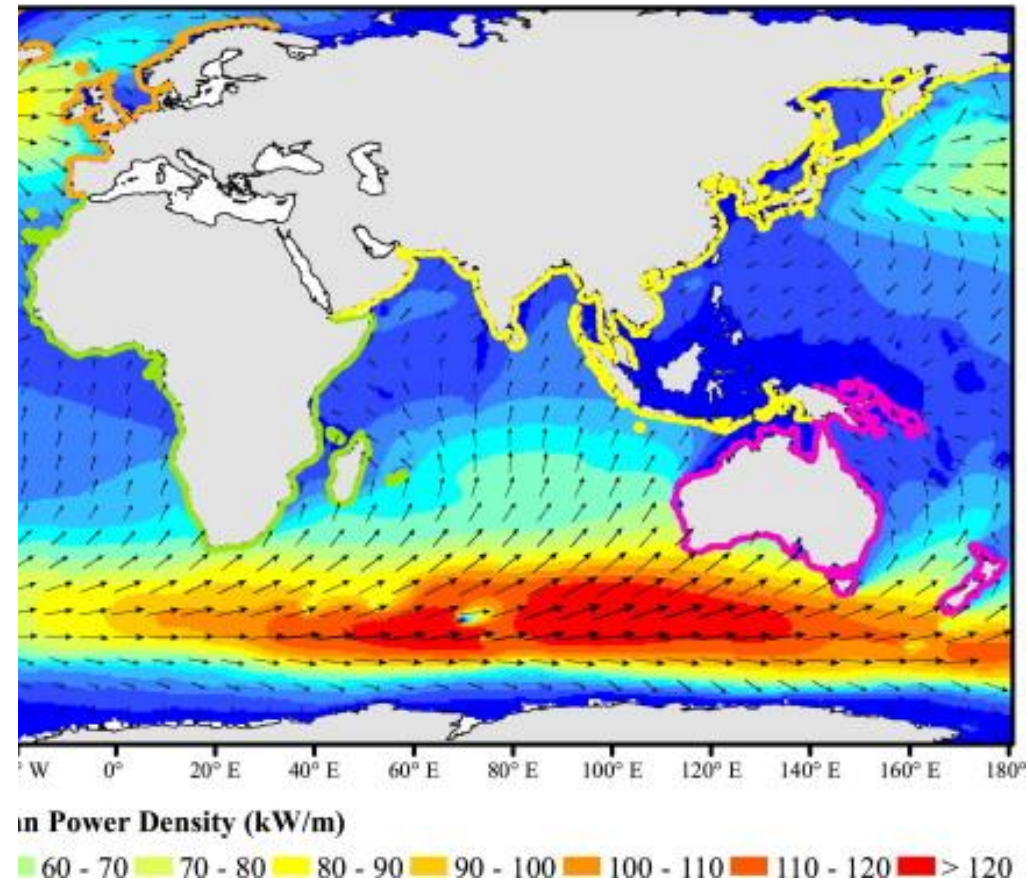 ° W 0° 20° E 40° E 60° E 80° E 100° E 120° E 140° E 160° E 180°
Power Density (kW/m)
60 - 70 70 - 80 80 - 90 90 - 100 100 - 110 110 - 120 > 120